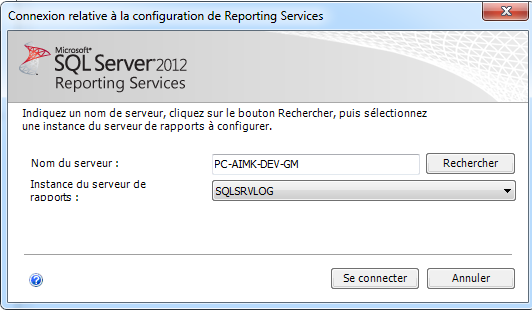 Connexion relative à la configuration de Reporting Services
Microsoft®
SQL Server® 2012
Reporting Services
Indiquez un nom de serveur, cliquez sur le bouton Rechercher, puis sélectionnez
une instance du serveur de rapports à configurer.
Nom du serveur :
PC-AIMK-DEV-GM
Rechercher
Instance du serveur de
rapports :
SQLSRVLOG
?
Se connecter
Annuler